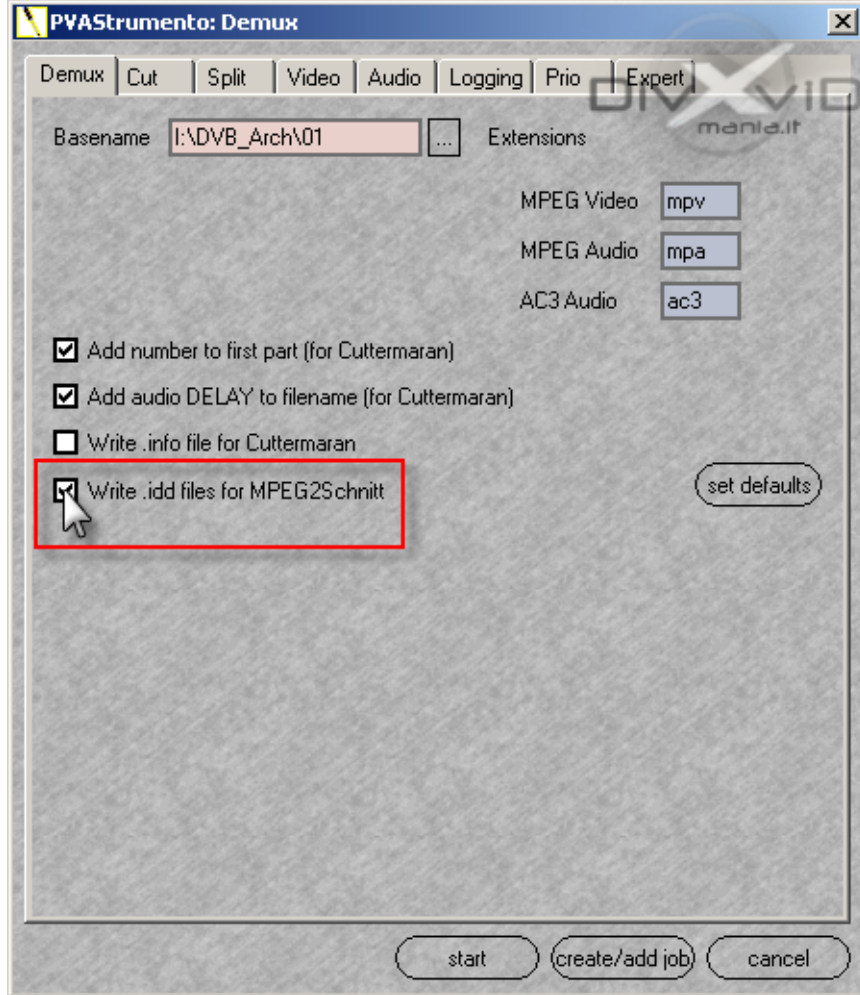 PVAStrumento: Demux
Demux Cut Split Video Audio Logging Prio Expert
DIVXVID
mania.it
Basename I:\DVB_Arch\01 ... Extensions
MPEG Video mpv
MPEG Audio mpa
AC3 Audio ac3
Add number to first part (for Cuttermaran)
Add audio DELAY to filename (for Cuttermaran)
Write .info file for Cuttermaran
Write .idd files for MPEG2Schnitt
set defaults
start create/add job cancel